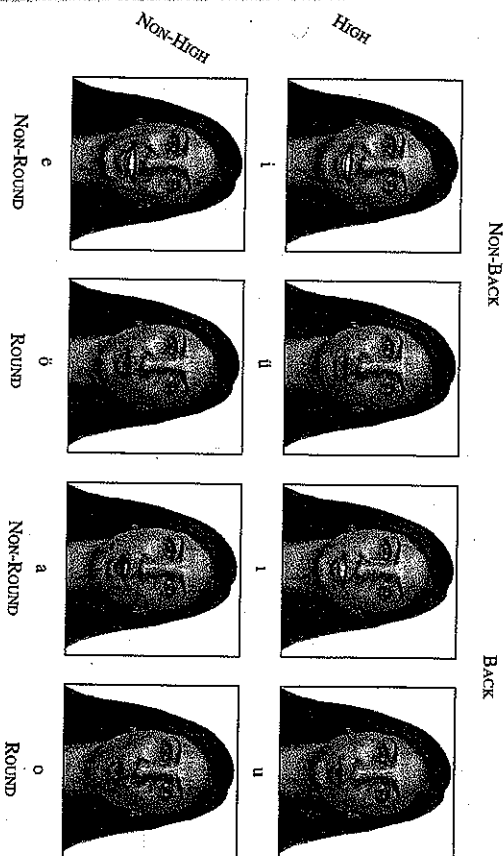 NON-BACK BACK
HIGH
i ü ı u
NON-HIGH
e ö a o
NON-ROUND ROUND NON-ROUND ROUND